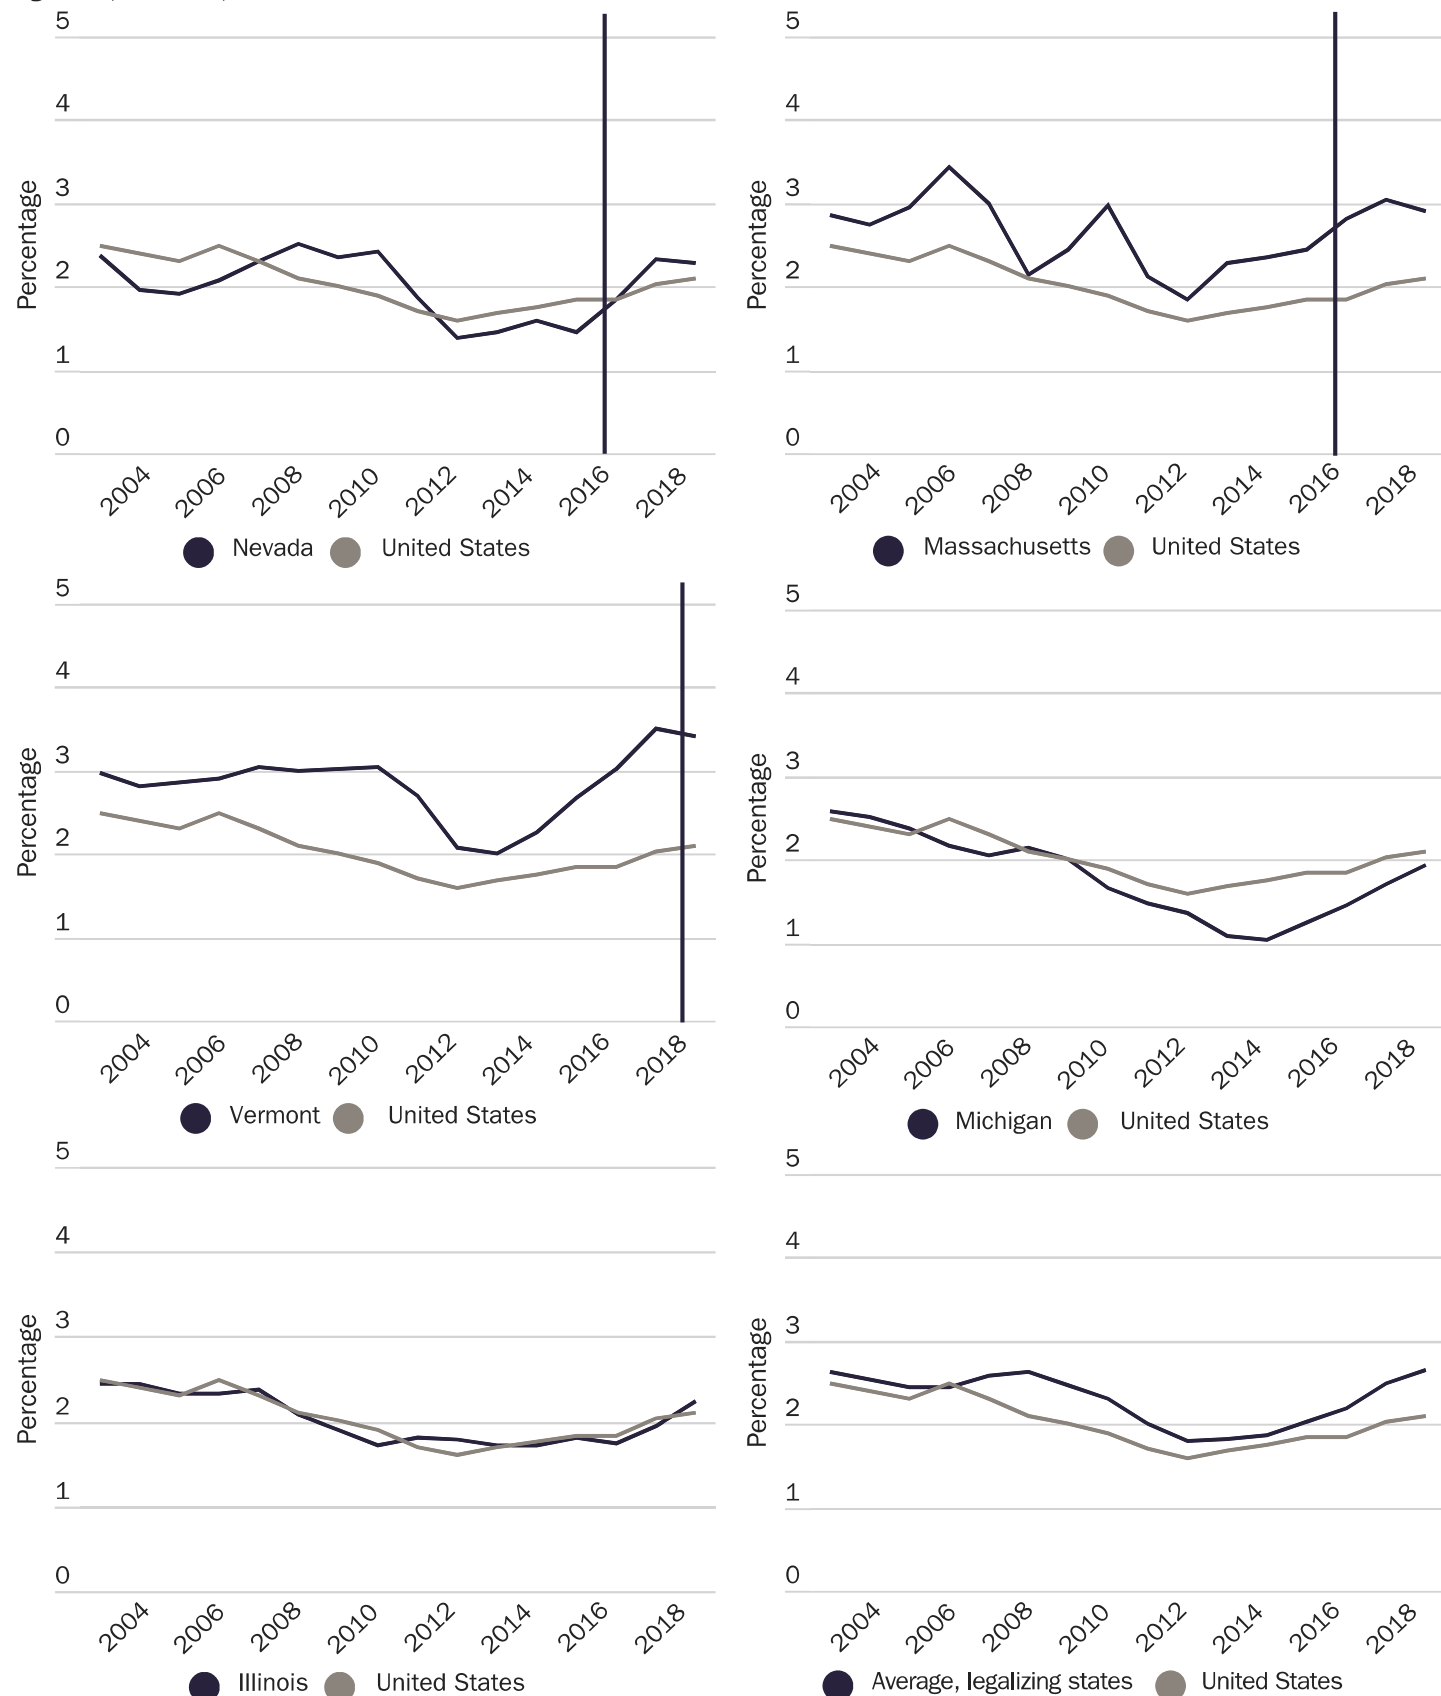 5 5
4 4
3 3
2 2
1 1
0 0
Percentage Percentage
2004 2006 2008 2010 2012 2014 2016 2018 2004 2006 2008 2010 2012 2014 2016 2018
Nevada United States Massachusetts United States
5 5
4 4
3 3
2 2
1 1
0 0
Percentage Percentage
2004 2006 2008 2010 2012 2014 2016 2018 2004 2006 2008 2010 2012 2014 2016 2018
Vermont United States Michigan United States
5 5
4 4
3 3
2 2
1 1
0 0
Percentage Percentage
2004 2006 2008 2010 2012 2014 2016 2018 2004 2006 2008 2010 2012 2014 2016 2018
Illinois United States Average, legalizing states United States